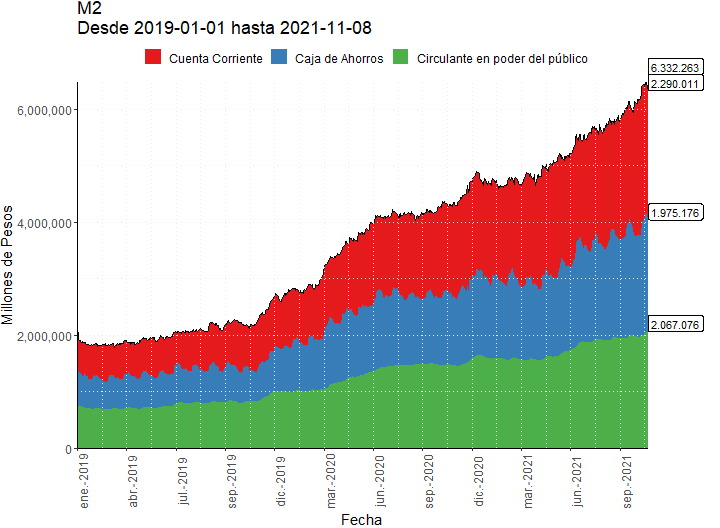 M2
Desde 2019-01-01 hasta 2021-11-08
Cuenta Corriente Caja de Ahorros Circulante en poder del público
6.332.263
2.290.011
6,000,000
1.975.176
4,000,000
2.067.076
2,000,000
0
Millones de Pesos
ene.-2019 abr.-2019 jul.-2019 sep.-2019 dic.-2019 mar.-2020 jun.-2020 sep.-2020 dic.-2020 mar.-2021 jun.-2021 sep.-2021
Fecha